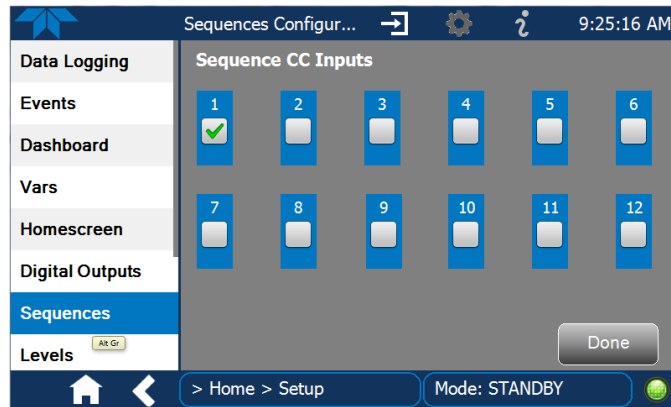 Sequences Configur... 9:25:16 AM
Data Logging
Events
Dashboard
Vars
Homescreen
Digital Outputs
Sequences
Alt Gr
Levels
Sequence CC Inputs
1 2 3 4 5 6
7 8 9 10 11 12
Done
> Home > Setup Mode: STANDBY